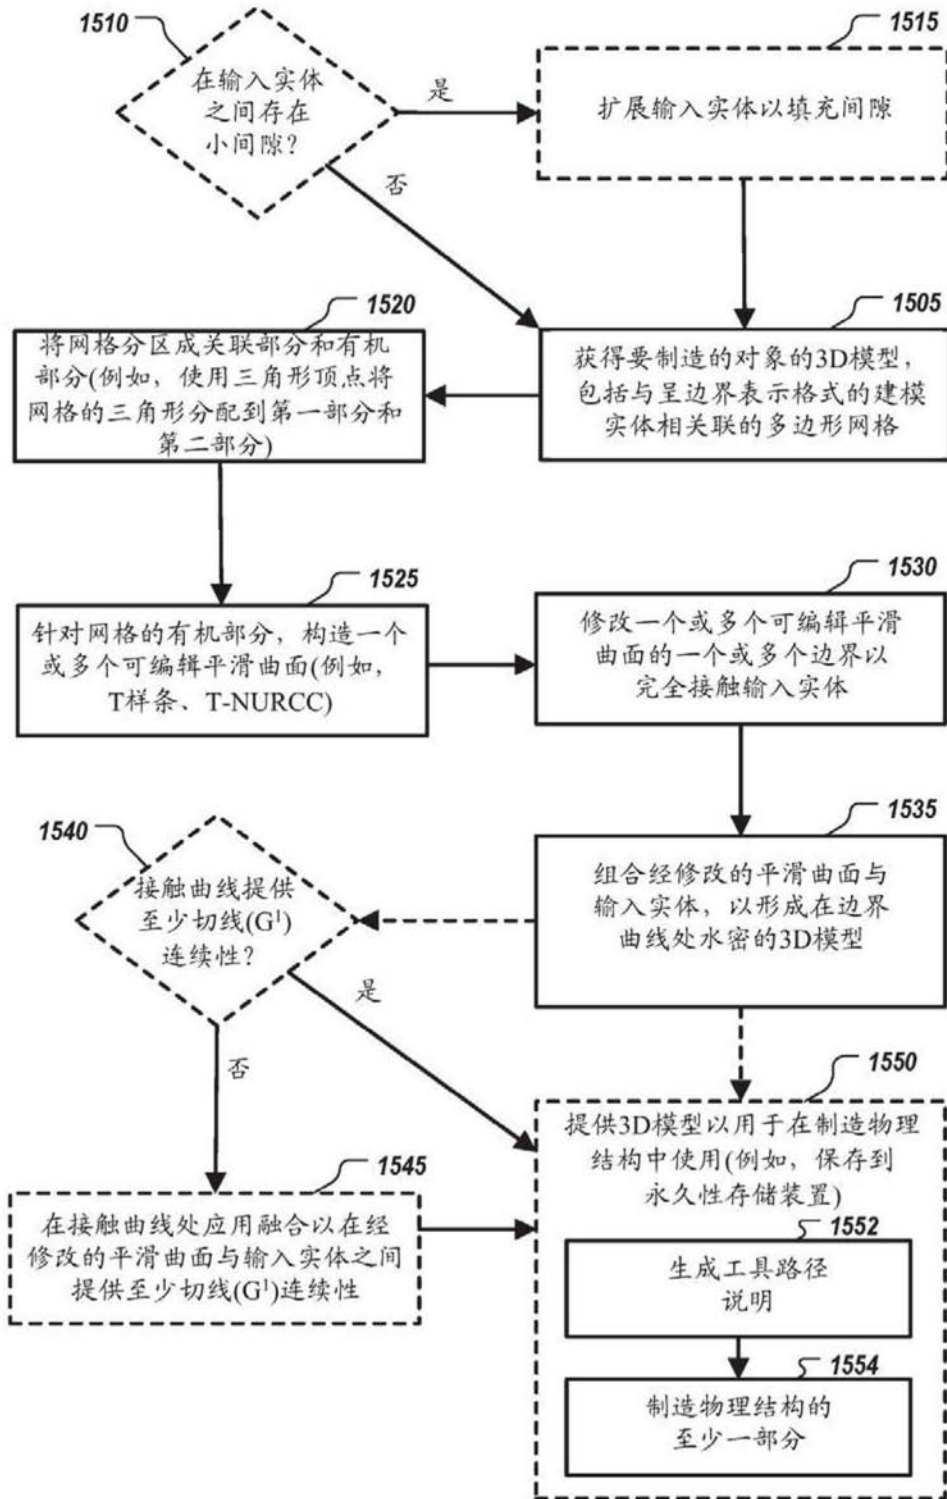 1510
在输入实体
之间存在
小间隙?
是
否
1515
扩展输入实体以填充间隙
1520
将网格分区成关联部分和有机
部分(例如，使用三角形顶点将
网格的三角形分配到第一部分和
第二部分)
1505
获得要制造的对象的3D模型，
包括与呈边界表示格式的建模
实体相关联的多边形网格
1525
针对网格的有机部分，构造一个
或多个可编辑平滑曲面(例如，
T样条、T-NURCC)
1530
修改一个或多个可编辑平滑
曲面的一个或多个边界以
完全接触输入实体
1540
接触曲线提供
至少切线(G¹)
连续性?
是
否
1535
组合经修改的平滑曲面与
输入实体，以形成在边界
曲线处水密的3D模型
1545
在接触曲线处应用融合以在经
修改的平滑曲面与输入实体之间
提供至少切线(G¹)连续性
1550
提供3D模型以用于在制造物理
结构中使用(例如，保存到
永久性存储装置)
1552
生成工具路径
说明
1554
制造物理结构的
至少一部分